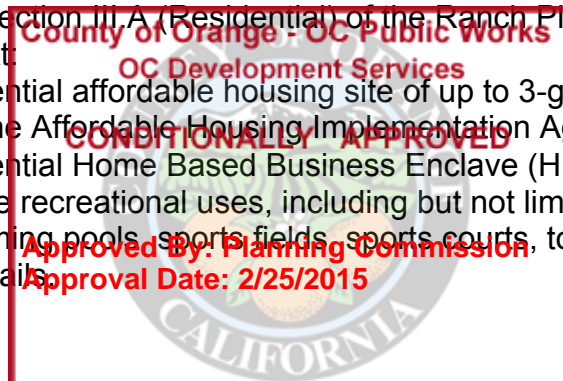 ection III.A (Residential) of the Ranch Pl
County of Orange - OC Public Works
at:
OC Development Services
ential affordable housing site of up to 3-g
he Affordable Housing Implementation Ag
CONDITIONALLY APPROVED
ential Home Based Business Enclave (H
e recreational uses, including but not lim
ning pools, sports fields, sports courts, to
Approved By: Planning Commission
ails.
Approval Date: 2/25/2015
CALIFORNIA